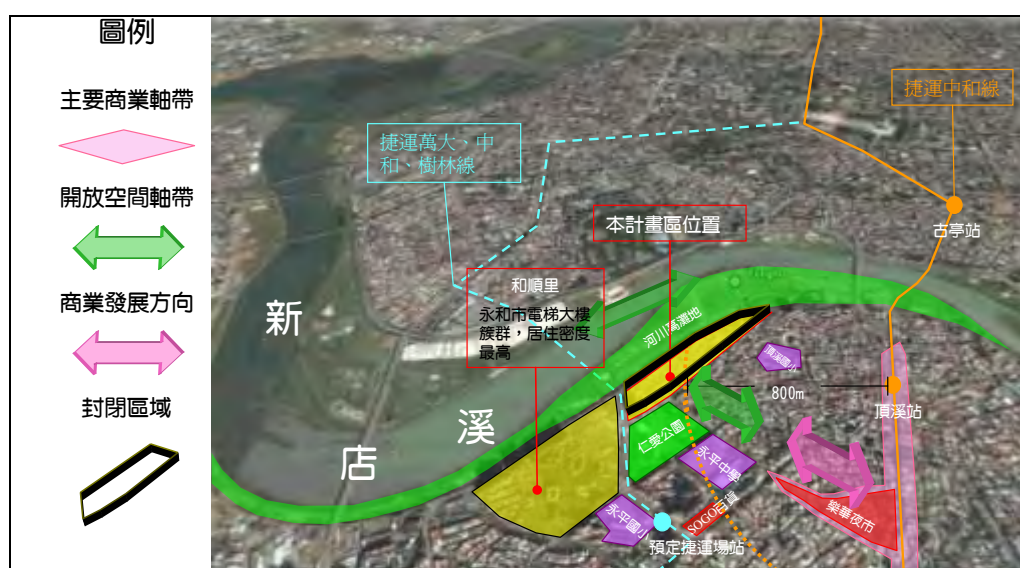 圖例
主要商業軸帶
開放空間軸帶
商業發展方向
封閉區域
捷運中和線
捷運萬大、中
和、樹林線
本計畫區位置
古亭站
和順里
永和市電梯大樓
簇群，居住密度
最高
新
店
溪
河川高灘地
頂溪國小
800m
頂溪站
仁愛公園
永平中學
SOGO百貨
樂華夜市
永平國小
預定捷運場站